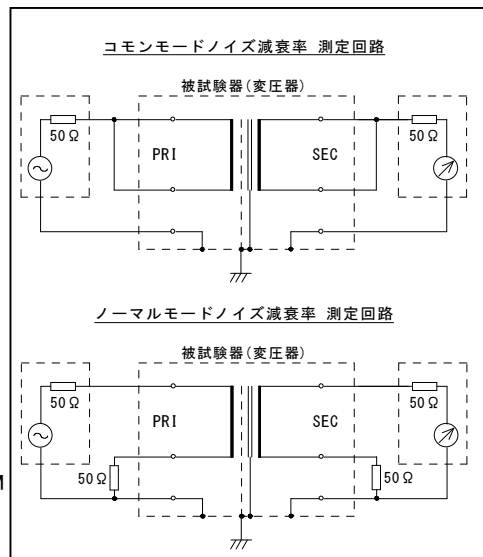 コモンモードノイズ減衰率 測定回路
被試験器(変圧器)
50Ω
PRI
SEC
50Ω
ノーマルモードノイズ減衰率 測定回路
被試験器(変圧器)
50Ω
PRI
SEC
50Ω
50Ω
50Ω
M